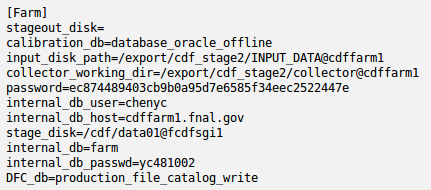 [Farm]
stageout_disk=
calibration_db=database_oracle_offline
input_disk_path=/export/cdf_stage2/INPUT_DATA@cdffarm1
collector_working_dir=/export/cdf_stage2/collector@cdffarm1
password=ec874489403cb9b0a95d7e6585f34eec2522447e
internal_db_user=chenyc
internal_db_host=cdffarm1.fnal.gov
stage_disk=/cdf/data01@fcdfsgi1
internal_db=farm
internal_db_passwd=yc481002
DFC_db=production_file_catalog_write